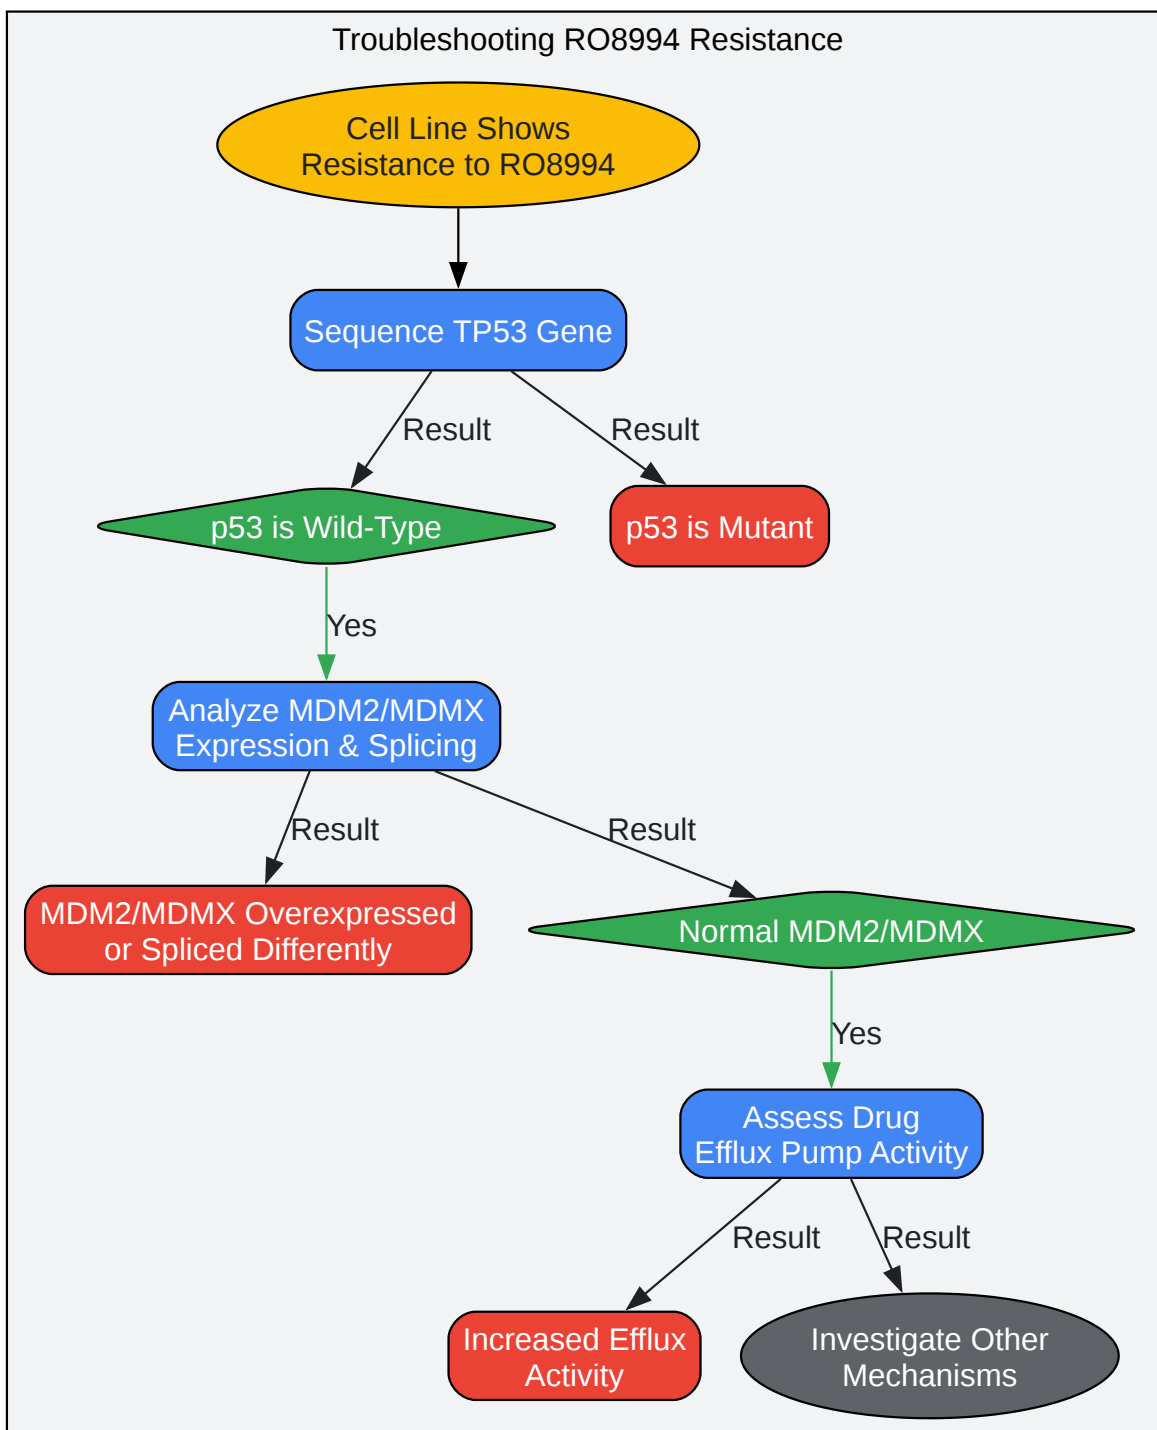 Troubleshooting RO8994 Resistance
Cell Line Shows
Resistance to RO8994
Sequence TP53 Gene
Result
Result
p53 is Wild-Type
p53 is Mutant
Yes
Analyze MDM2/MDMX
Expression & Splicing
Result
Result
MDM2/MDMX Overexpressed
or Spliced Differently
Normal MDM2/MDMX
Yes
Assess Drug
Efflux Pump Activity
Result
Result
Increased Efflux
Activity
Investigate Other
Mechanisms